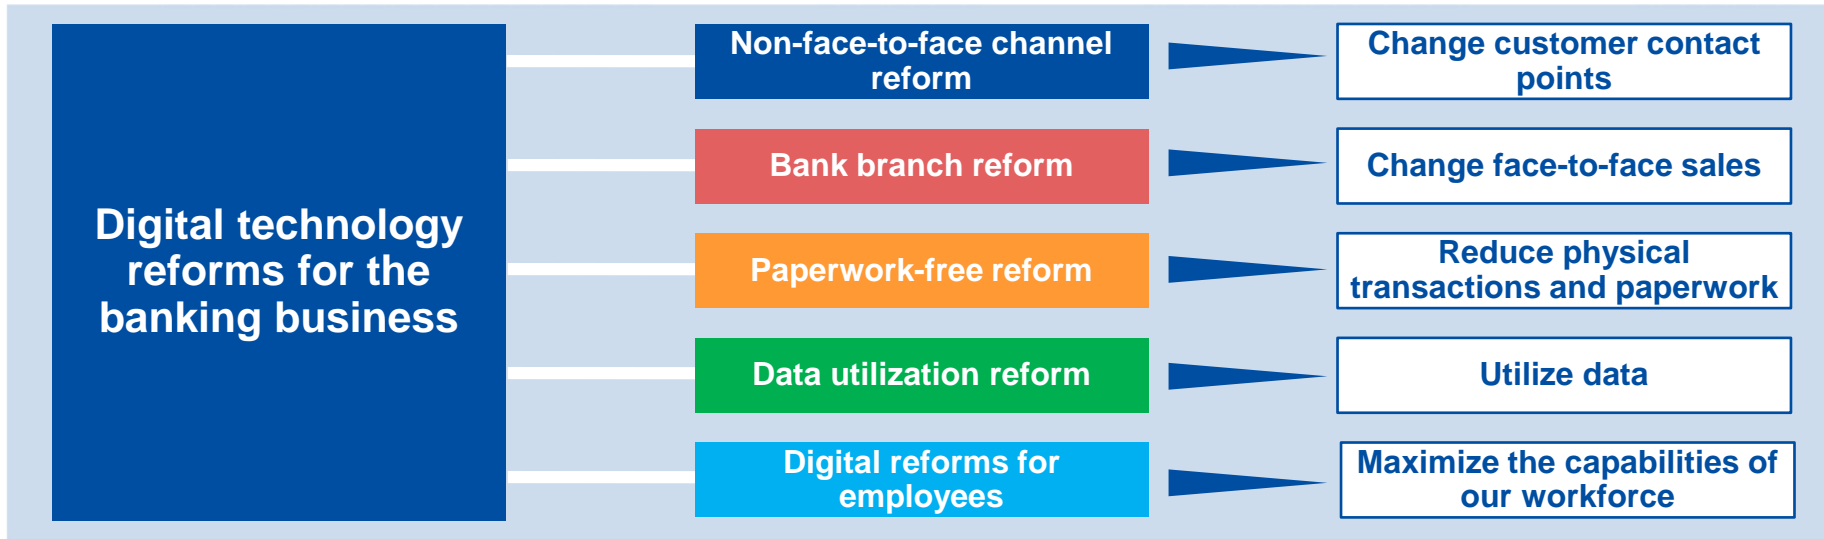 Digital technology
reforms for the
banking business
Non-face-to-face channel
reform
Change customer contact
points
Bank branch reform
Change face-to-face sales
Paperwork-free reform
Reduce physical
transactions and paperwork
Data utilization reform
Utilize data
Digital reforms for
employees
Maximize the capabilities of
our workforce